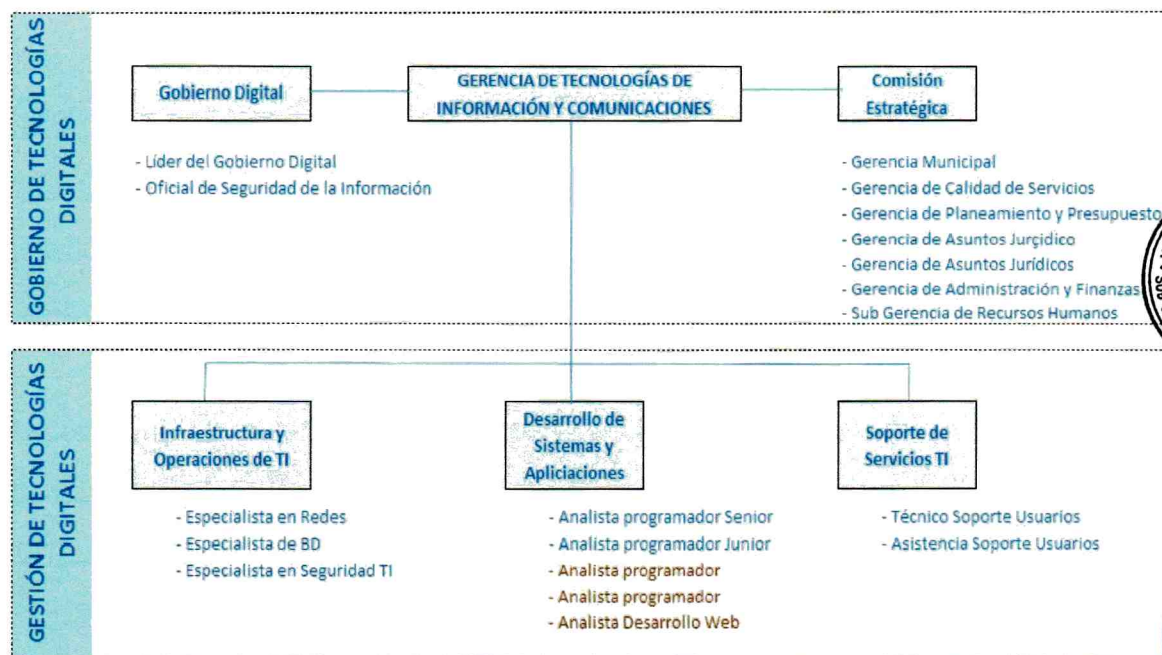 GOBIERNO DE TECNOLOGÍAS
DIGITALES
Gobierno Digital
GERENCIA DE TECNOLOGÍAS DE
INFORMACIÓN Y COMUNICACIONES
Comisión
Estratégica
- Líder del Gobierno Digital
- Oficial de Seguridad de la Información
- Gerencia Municipal
- Gerencia de Calidad de Servicios
- Gerencia de Planeamiento y Presupuesto
- Gerencia de Asuntos Jurçidico
- Gerencia de Asuntos Jurídicos
- Gerencia de Administración y Finanzas
- Sub Gerencia de Recursos Humanos
GESTIÓN DE TECNOLOGÍAS
DIGITALES
Infraestructura y
Operaciones de TI
Desarrollo de
Sistemas y
Apliciaciones
Soporte de
Servicios TI
- Especialista en Redes
- Especialista de BD
- Especialista en Seguridad TI
- Analista programador Senior
- Analista programador Junior
- Analista programador
- Analista programador
- Analista Desarrollo Web
- Técnico Soporte Usuarios
- Asistencia Soporte Usuarios